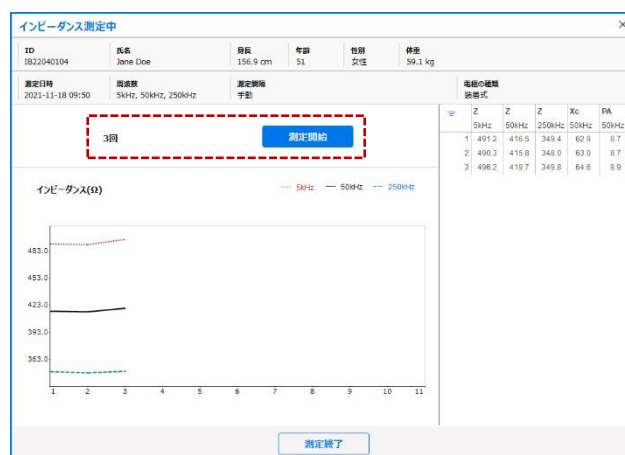 インピーダンス測定中
ID 氏名 身長 年齢 性別 体重
IB22040104 Jane Doe 156.9 cm 51 女性 59.1 kg
測定日時 周波数 測定間隔 電極の種類
2021-11-18 09:50 5kHz, 50kHz, 250kHz 手動 装着式
Z Z Z Xc PA
5kHz 50kHz 250kHz 50kHz 50kHz
1 491.2 416.5 349.4 62.9 8.7
2 490.3 415.8 348.0 63.0 8.7
3 496.2 419.7 349.8 64.6 8.9
3回 測定開始
インピーダンス(Ω) 5kHz 50kHz 250kHz
483.0
453.0
423.0
393.0
363.0
1 2 3 4 5 6 7 8 9 10 11
測定終了